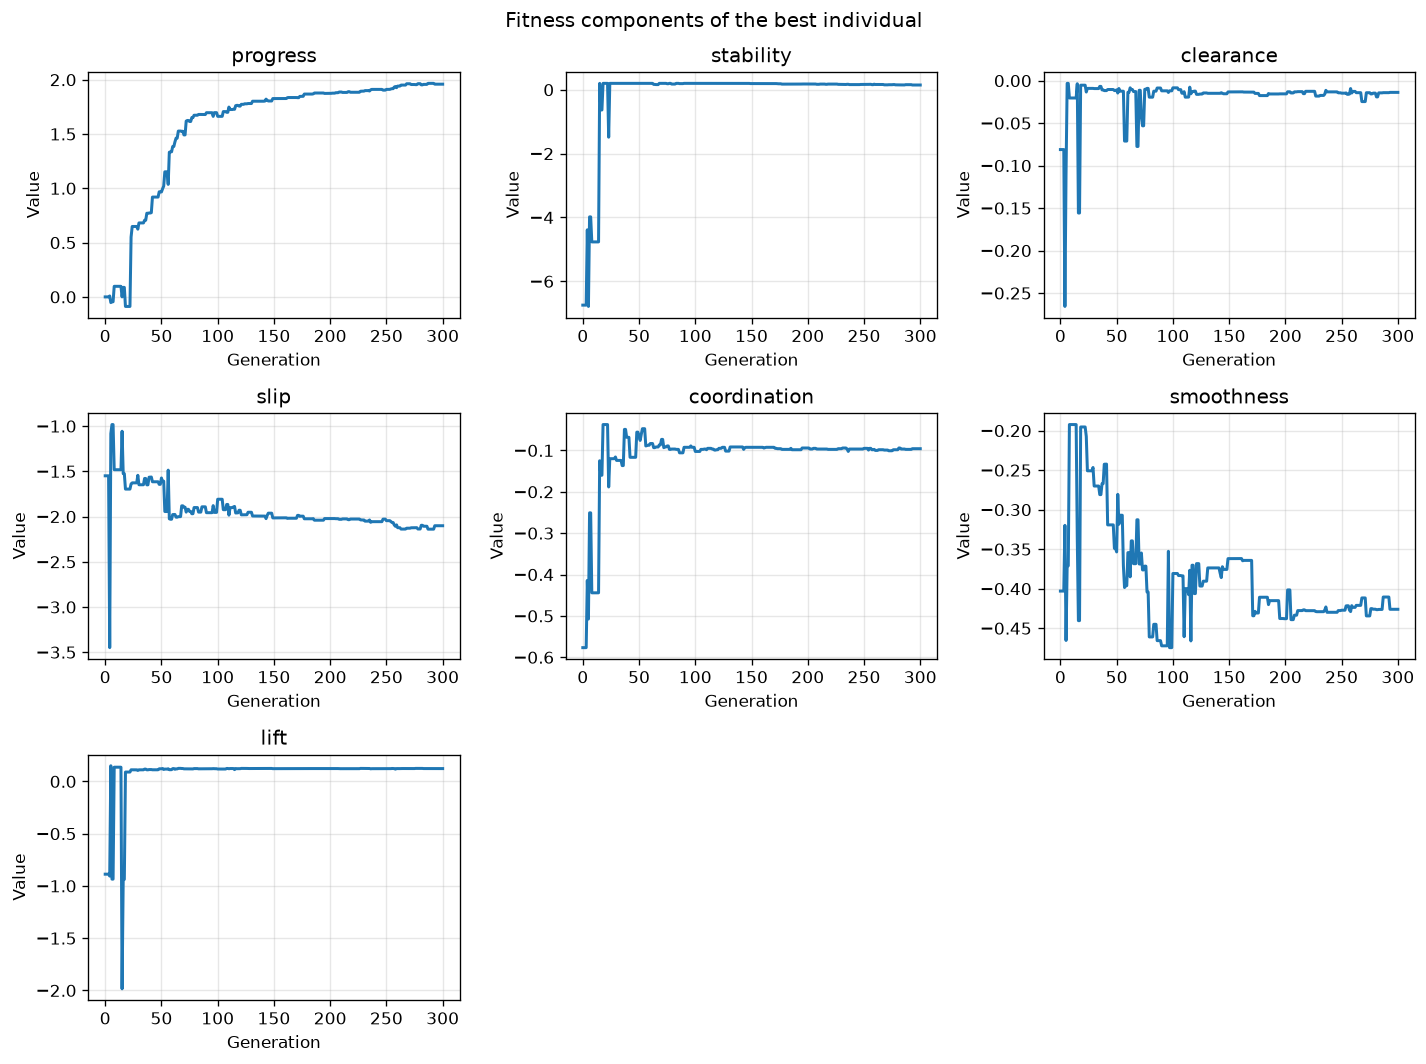 Fitness components of the best individual
progress
stability
clearance
2.0
1.5
1.0
0.5
0.0
Value
0
−2
−4
−6
Value
0.00
−0.05
−0.10
−0.15
−0.20
−0.25
Value
0 50 100 150 200 250 300
0 50 100 150 200 250 300
0 50 100 150 200 250 300
Generation
Generation
Generation
slip
coordination
smoothness
−1.0
−1.5
−2.0
−2.5
−3.0
−3.5
Value
−0.1
−0.2
−0.3
−0.4
−0.5
−0.6
Value
−0.20
−0.25
−0.30
−0.35
−0.40
−0.45
Value
0 50 100 150 200 250 300
0 50 100 150 200 250 300
0 50 100 150 200 250 300
Generation
Generation
Generation
lift
0.0
−0.5
−1.0
−1.5
−2.0
Value
0 50 100 150 200 250 300
Generation